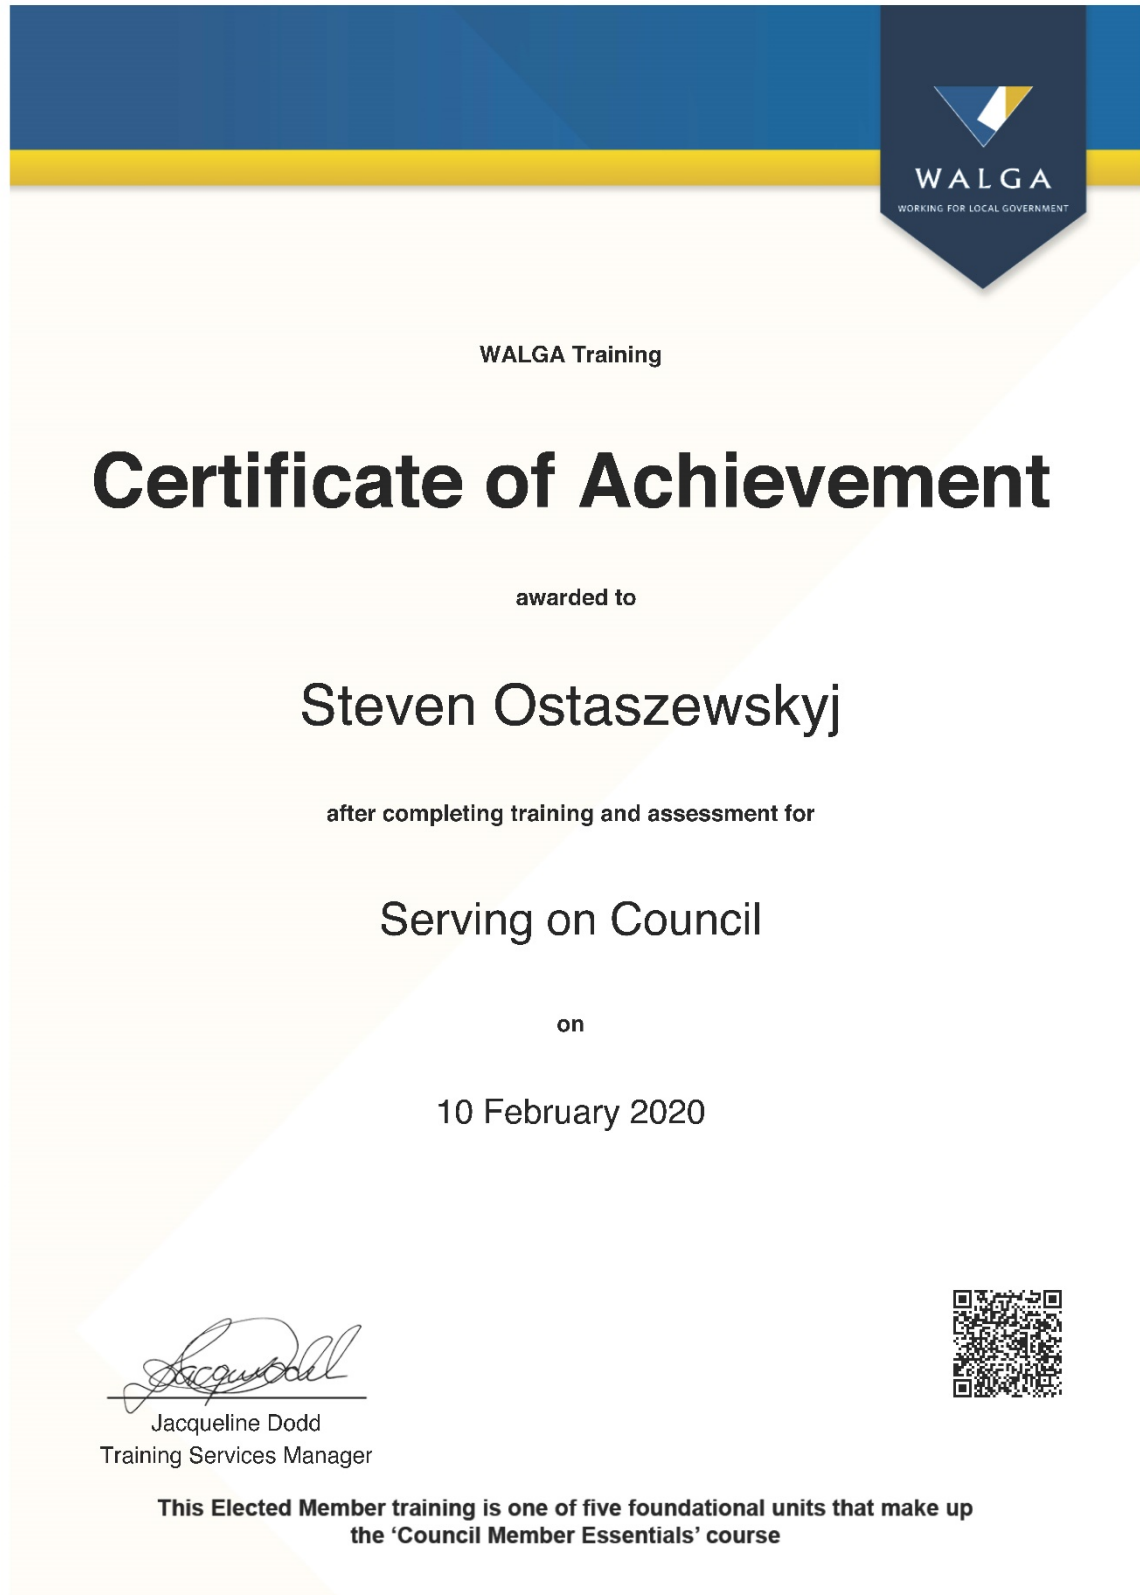 WALGA
WORKING FOR LOCAL GOVERNMENT
WALGA Training
Certificate of Achievement
awarded to
Steven Ostaszewskyj
after completing training and assessment for
Serving on Council
on
10 February 2020
Jacqueline Dodd
Training Services Manager
This Elected Member training is one of five foundational units that make up
the ‘Council Member Essentials’ course